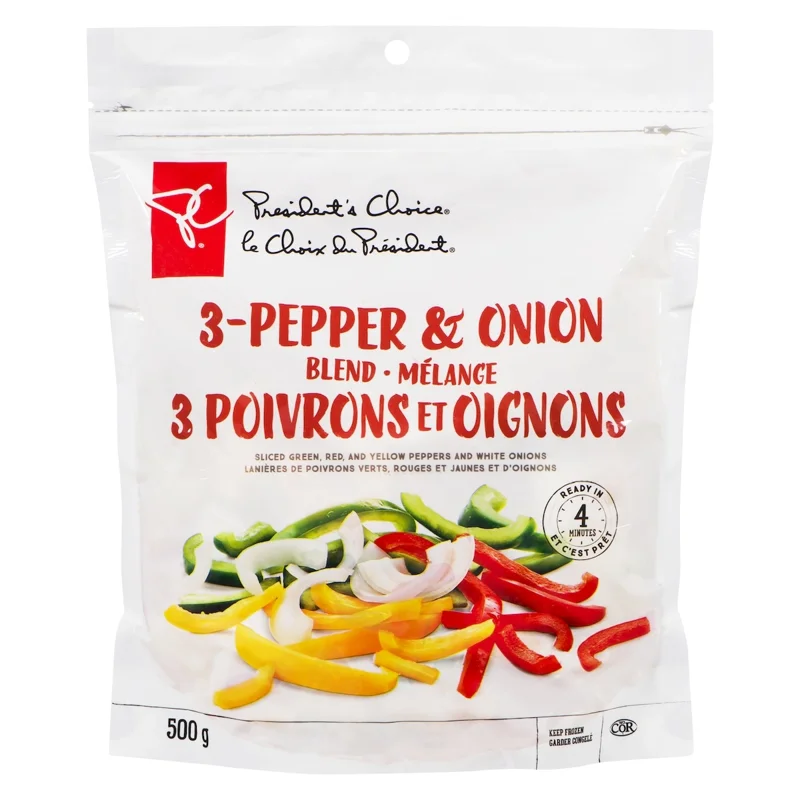 PC®
President's Choice®
le Choix du Président®
3-PEPPER & ONION
BLEND • MÉLANGE
3 POIVRONS ET OIGNONS
SLICED GREEN, RED, AND YELLOW PEPPERS AND WHITE ONIONS
LANIÈRES DE POIVRONS VERTS, ROUGES ET JAUNES ET D'OIGNONS
READY IN
4
MINUTES
ET C'EST PRÊT
500 g
KEEP FROZEN
GARDER CONGELÉ
COR